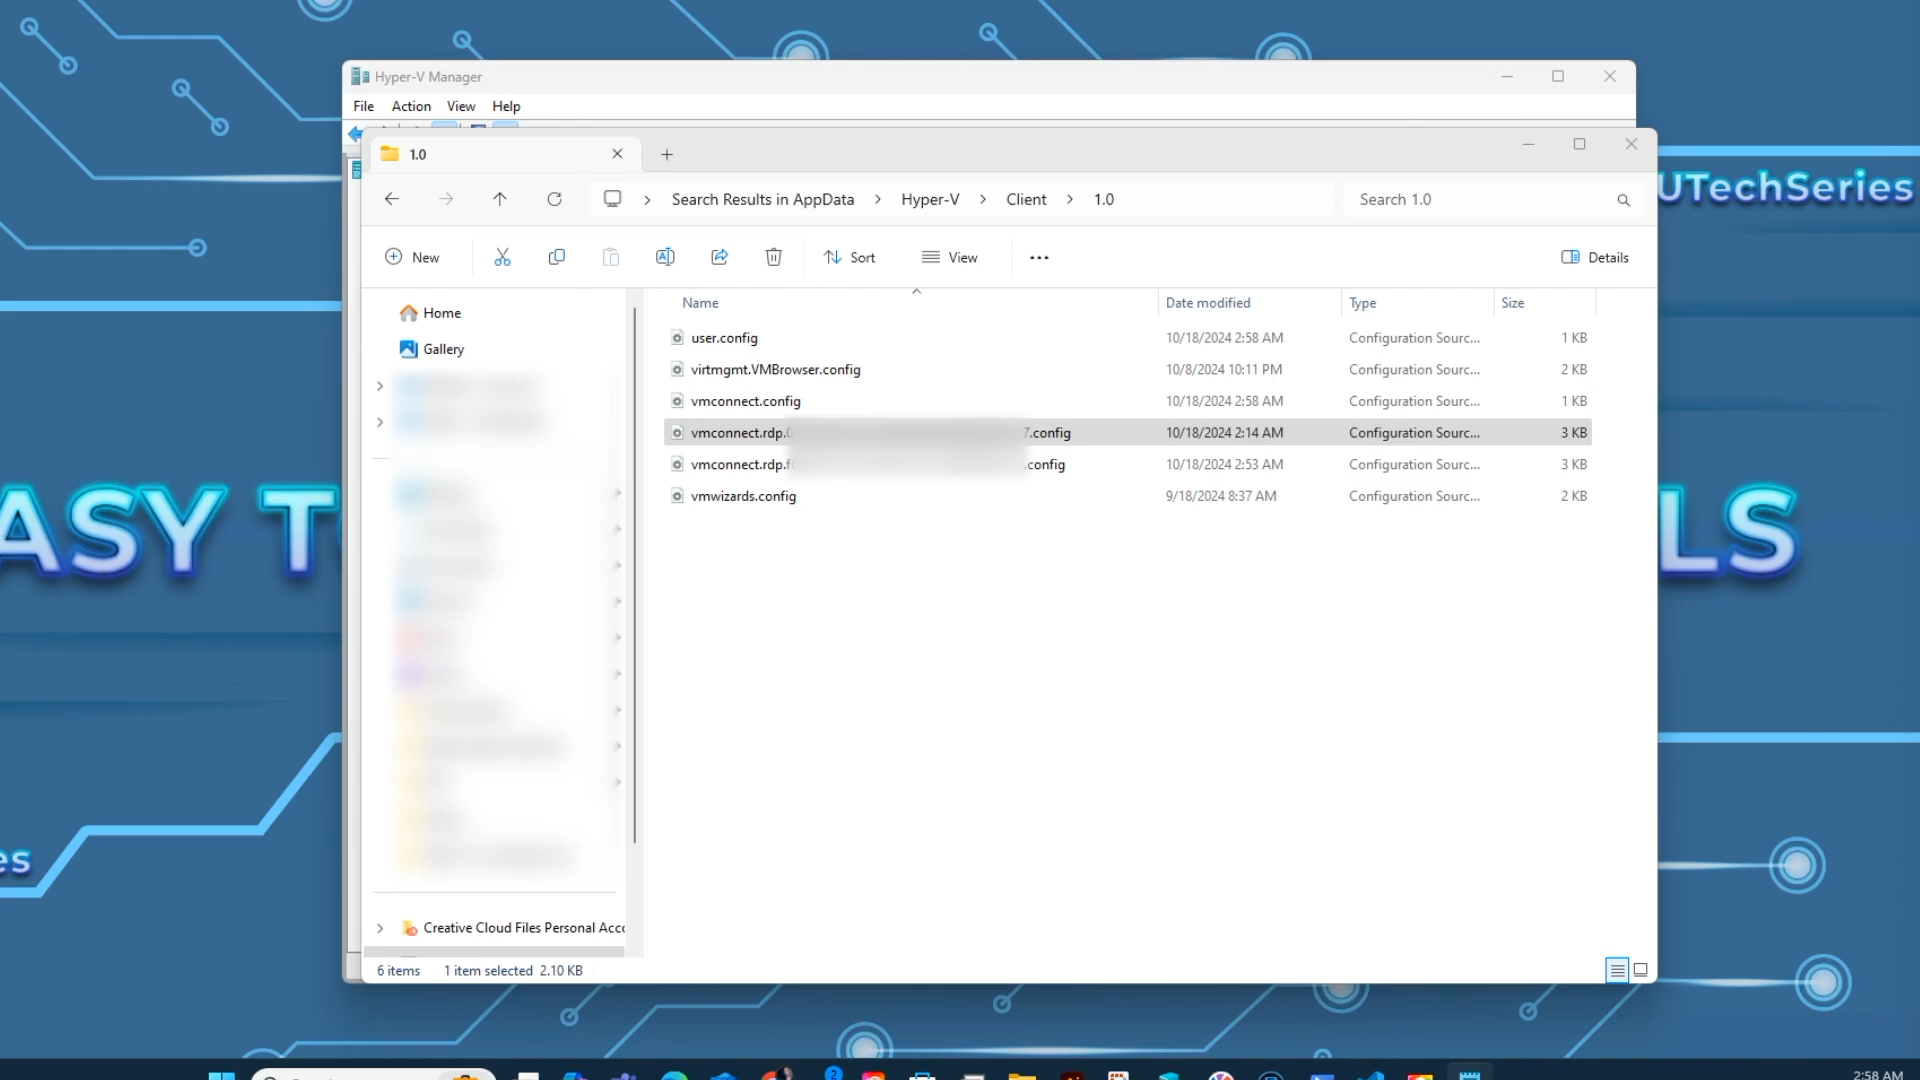 Hyper-V Manager
File Action View Help
1.0
Search Results in AppData Hyper-V Client 1.0
Search 1.0
New
Sort
View
Details
Name Date modified Type Size
Home
Gallery
user.config 10/18/2024 2:58 AM Configuration Sourc... 1 KB
virtmgmt.VMBrowser.config 10/8/2024 10:11 PM Configuration Sourc... 2 KB
vmconnect.config 10/18/2024 2:58 AM Configuration Sourc... 1 KB
vmconnect.rdp.0 7.config 10/18/2024 2:14 AM Configuration Sourc... 3 KB
vmconnect.rdp.f .config 10/18/2024 2:53 AM Configuration Sourc... 3 KB
vmwizards.config 9/18/2024 8:37 AM Configuration Sourc... 2 KB
Creative Cloud Files Personal Acco
6 items 1 item selected 2.10 KB
UTechSeries
ASY T
LS
es
2
2:58 AM